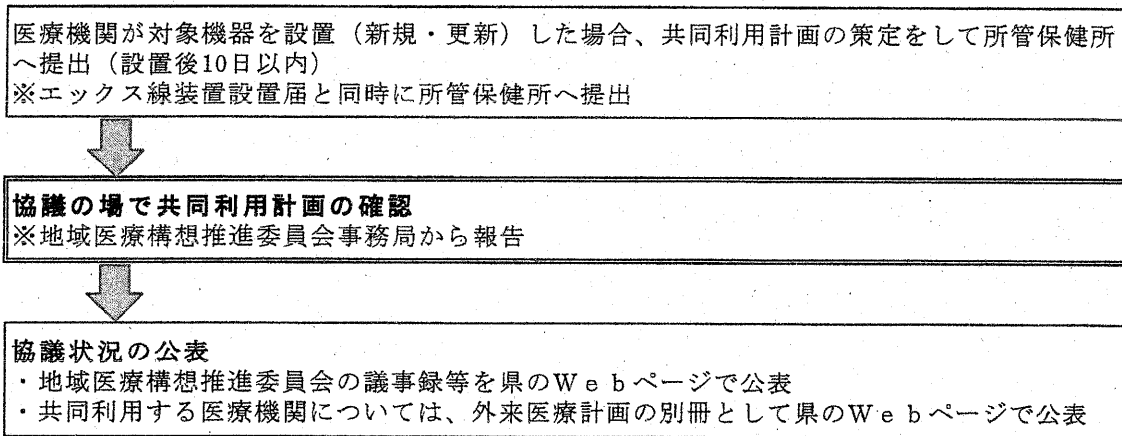 医療機関が対象機器を設置（新規・更新）した場合、共同利用計画の策定をして所管保健所
へ提出（設置後10日以内）
※エックス線装置設置届と同時に所管保健所へ提出
協議の場で共同利用計画の確認
※地域医療構想推進委員会事務局から報告
協議状況の公表
・地域医療構想推進委員会の議事録等を県のＷｅｂページで公表
・共同利用する医療機関については、外来医療計画の別冊として県のＷｅｂページで公表